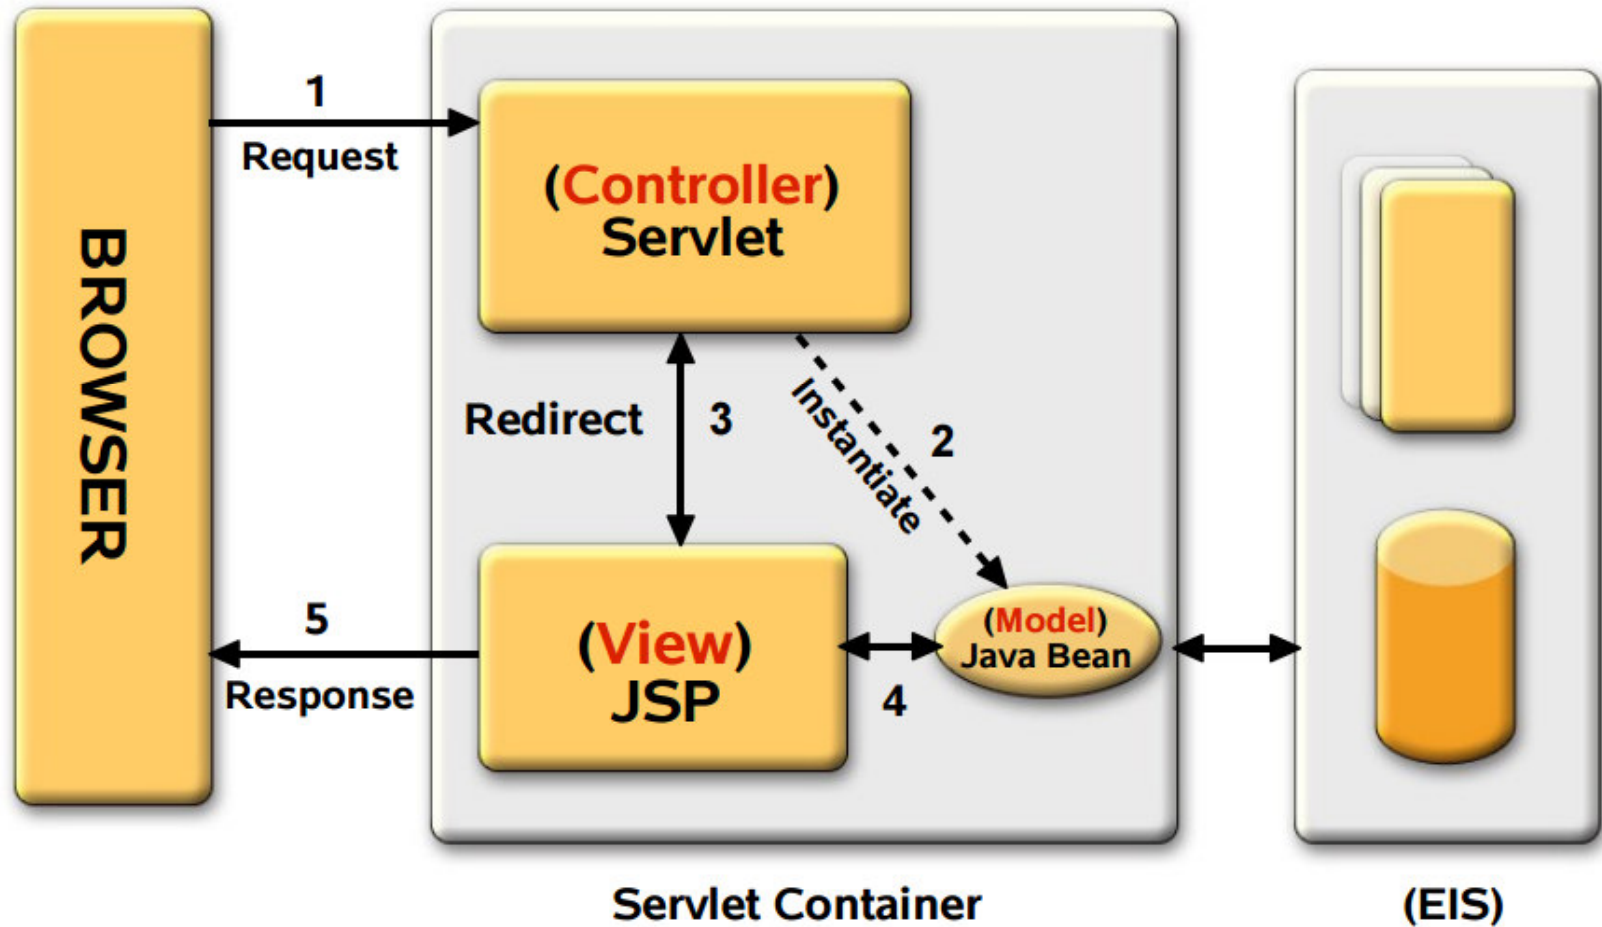 1
Request
(Controller)
Servlet
BROWSER
Redirect
3
Instantiate
2
5
Response
(View)
JSP
4
(Model)
Java Bean
Servlet Container
(EIS)